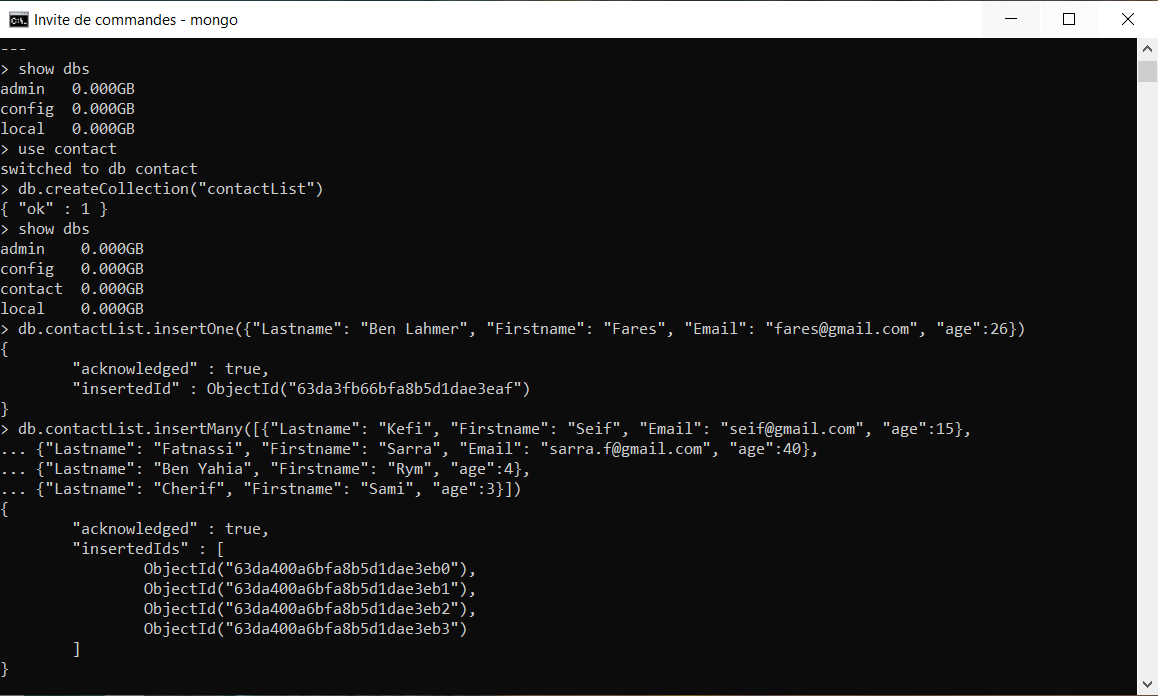 Invite de commandes - mongo
---
> show dbs
admin   0.000GB
config  0.000GB
local   0.000GB
> use contact
switched to db contact
> db.createCollection("contactList")
{ "ok" : 1 }
> show dbs
admin    0.000GB
config   0.000GB
contact  0.000GB
local    0.000GB
> db.contactList.insertOne({"Lastname": "Ben Lahmer", "Firstname": "Fares", "Email": "fares@gmail.com", "age":26})
{
        "acknowledged" : true,
        "insertedId" : ObjectId("63da3fb66bfa8b5d1dae3eaf")
}
> db.contactList.insertMany([{"Lastname": "Kefi", "Firstname": "Seif", "Email": "seif@gmail.com", "age":15},
... {"Lastname": "Fatnassi", "Firstname": "Sarra", "Email": "sarra.f@gmail.com", "age":40},
... {"Lastname": "Ben Yahia", "Firstname": "Rym", "age":4},
... {"Lastname": "Cherif", "Firstname": "Sami", "age":3}])
{
        "acknowledged" : true,
        "insertedIds" : [
                ObjectId("63da400a6bfa8b5d1dae3eb0"),
                ObjectId("63da400a6bfa8b5d1dae3eb1"),
                ObjectId("63da400a6bfa8b5d1dae3eb2"),
                ObjectId("63da400a6bfa8b5d1dae3eb3")
        ]
}